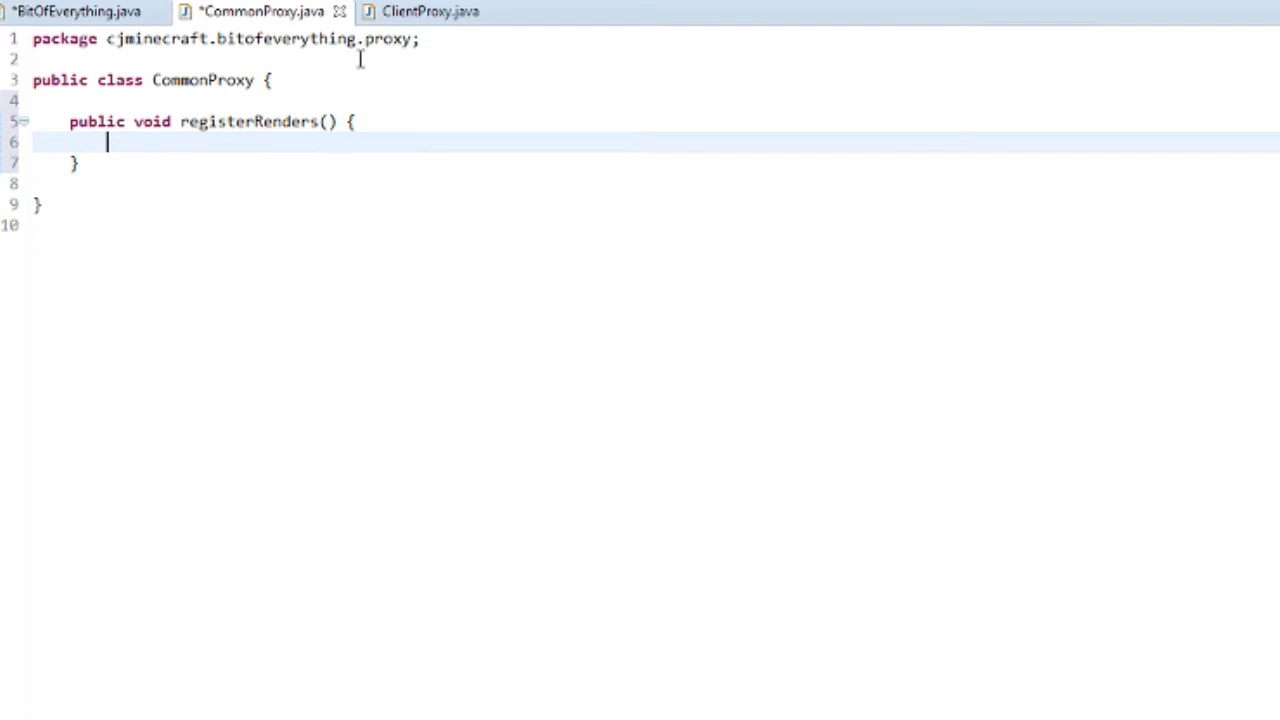 *BitOfEverything.java *CommonProxy.java ClientProxy.java
1 package cjminecraft.bitofeverything.proxy;
2
3 public class CommonProxy {
4
5 public void registerRenders() {
6
7 }
8
9 }
10